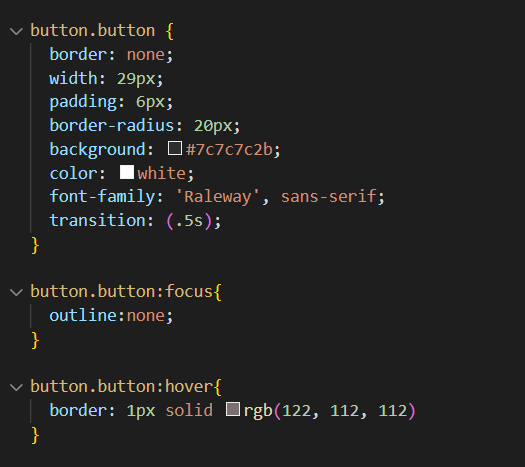 button.button {
border: none;
width: 29px;
padding: 6px;
border-radius: 20px;
background: #7c7c7c2b;
color: white;
font-family: 'Raleway', sans-serif;
transition: (.5s);
}
button.button:focus{
outline:none;
}
button.button:hover{
border: 1px solid rgb(122, 112, 112)
}